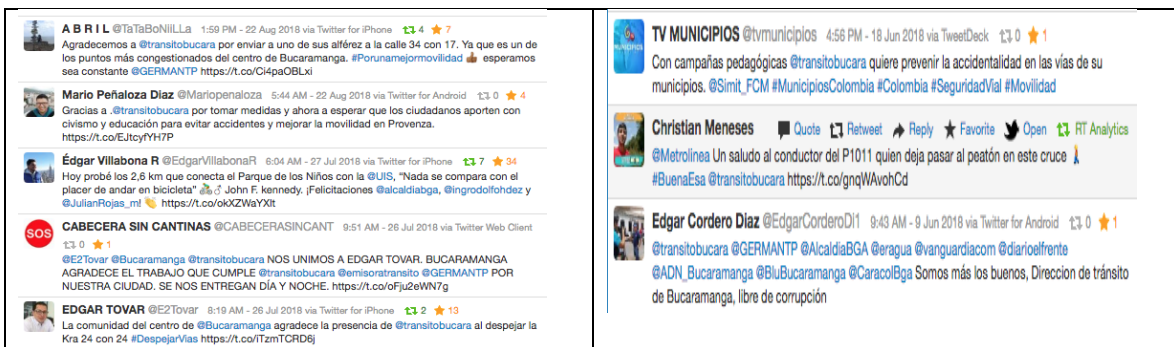 A B R I L @TaTaBoNiiLLa 1:59 PM - 22 Aug 2018 via Twitter for iPhone 4 7
Agradecemos a @transitobucara por enviar a uno de sus alférez a la calle 34 con 17. Ya que es un de
los puntos más congestionados del centro de Bucaramanga. #Porunamejormovilidad 👍 esperamos
sea constante @GERMANTP https://t.co/Ci4paOBLxi
Mario Peñaloza Diaz @Mariopenaloza 5:44 AM - 22 Aug 2018 via Twitter for Android 0 4
Gracias a .@transitobucara por tomar medidas y ahora a esperar que los ciudadanos aporten con
civismo y educación para evitar accidentes y mejorar la movilidad en Provenza.
https://t.co/EJtcyfYH7P
Édgar Villabona R @EdgarVillabonaR 6:04 AM - 27 Jul 2018 via Twitter for iPhone 7 34
Hoy probé los 2,6 km que conecta el Parque de los Niños con la @UIS, "Nada se compara con el
placer de andar en bicicleta" 🚴♂ John F. kennedy. ¡Felicitaciones @alcaldiabga, @ingrodolfohdez y
@JulianRojas_m! 👏 https://t.co/okXZWaYXlt
SOS
CABECERA SIN CANTINAS @CABECERASINCANT 9:51 AM - 26 Jul 2018 via Twitter Web Client
0 1
@E2Tovar @Bucaramanga @transitobucara NOS UNIMOS A EDGAR TOVAR. BUCARAMANGA
AGRADECE EL TRABAJO QUE CUMPLE @transitobucara @emisoratransito @GERMANTP POR
NUESTRA CIUDAD. SE NOS ENTREGAN DÍA Y NOCHE. https://t.co/oFju2eWN7g
EDGAR TOVAR @E2Tovar 8:19 AM - 26 Jul 2018 via Twitter for iPhone 2 13
La comunidad del centro de @Bucaramanga agradece la presencia de @transitobucara al despejar la
Kra 24 con 24 #DespejarVias https://t.co/iTzmTCRD6j
TV MUNICIPIOS @tvmunicipios 4:56 PM - 18 Jun 2018 via TweetDeck 0 1
Con campañas pedagógicas @transitobucara quiere prevenir la accidentalidad en las vías de su
municipios. @Simit_FCM #MunicipiosColombia #Colombia #SeguridadVial #Movilidad
Christian Meneses Quote Retweet Reply Favorite Open RT Analytics
@Metrolinea Un saludo al conductor del P1011 quien deja pasar al peatón en este cruce 🚶
#BuenaEsa @transitobucara https://t.co/gnqWAvohCd
Edgar Cordero Diaz @EdgarCorderoDi1 9:43 AM - 9 Jun 2018 via Twitter for Android 0 1
@transitobucara @GERMANTP @AlcaldiaBGA @eragua @vanguardiacom @diarioelfrente
@ADN_Bucaramanga @BluBucaramanga @CaracolBga Somos más los buenos, Direccion de tránsito
de Bucaramanga, libre de corrupción